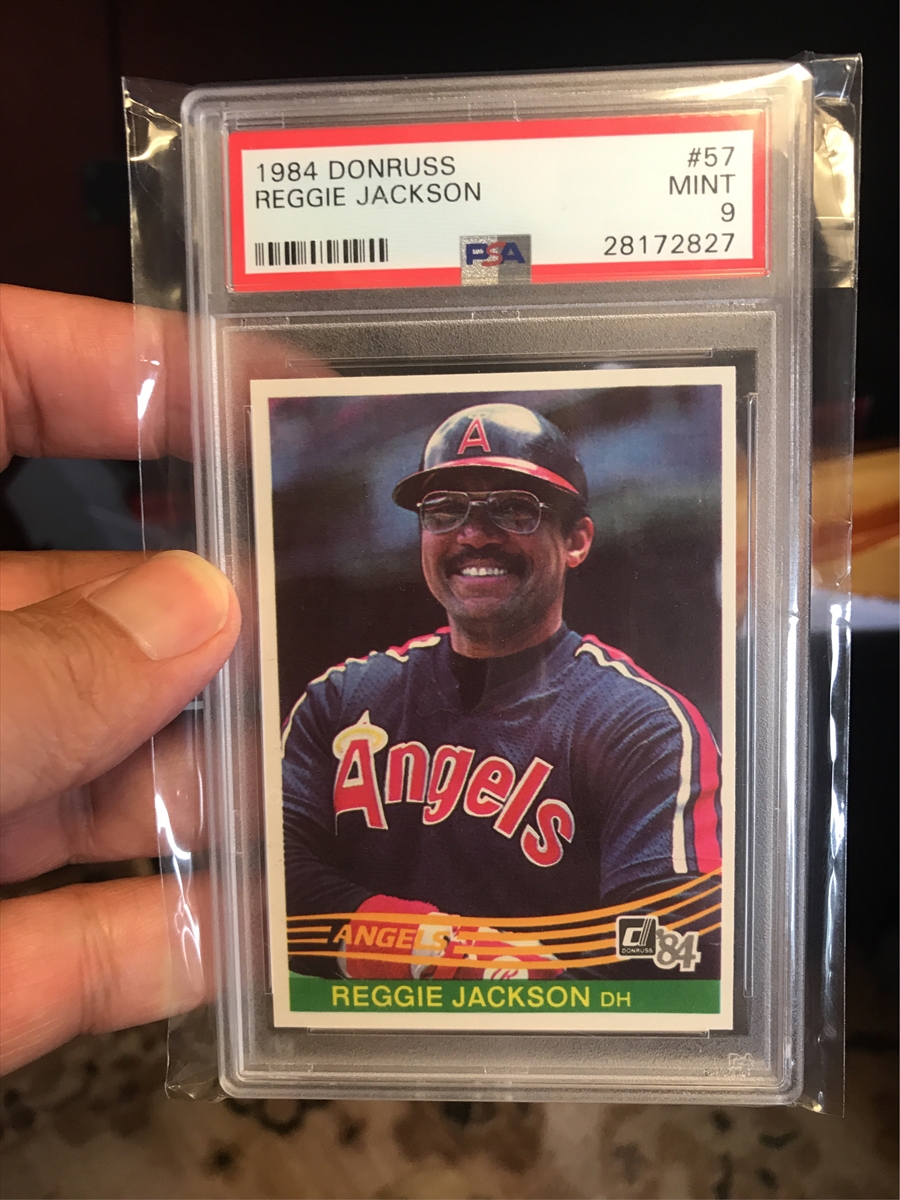 1984 DONRUSS #57
REGGIE JACKSON MINT
9
28172827
PSA
A
Angels
ANGELS
DONRUSS '84
REGGIE JACKSON DH